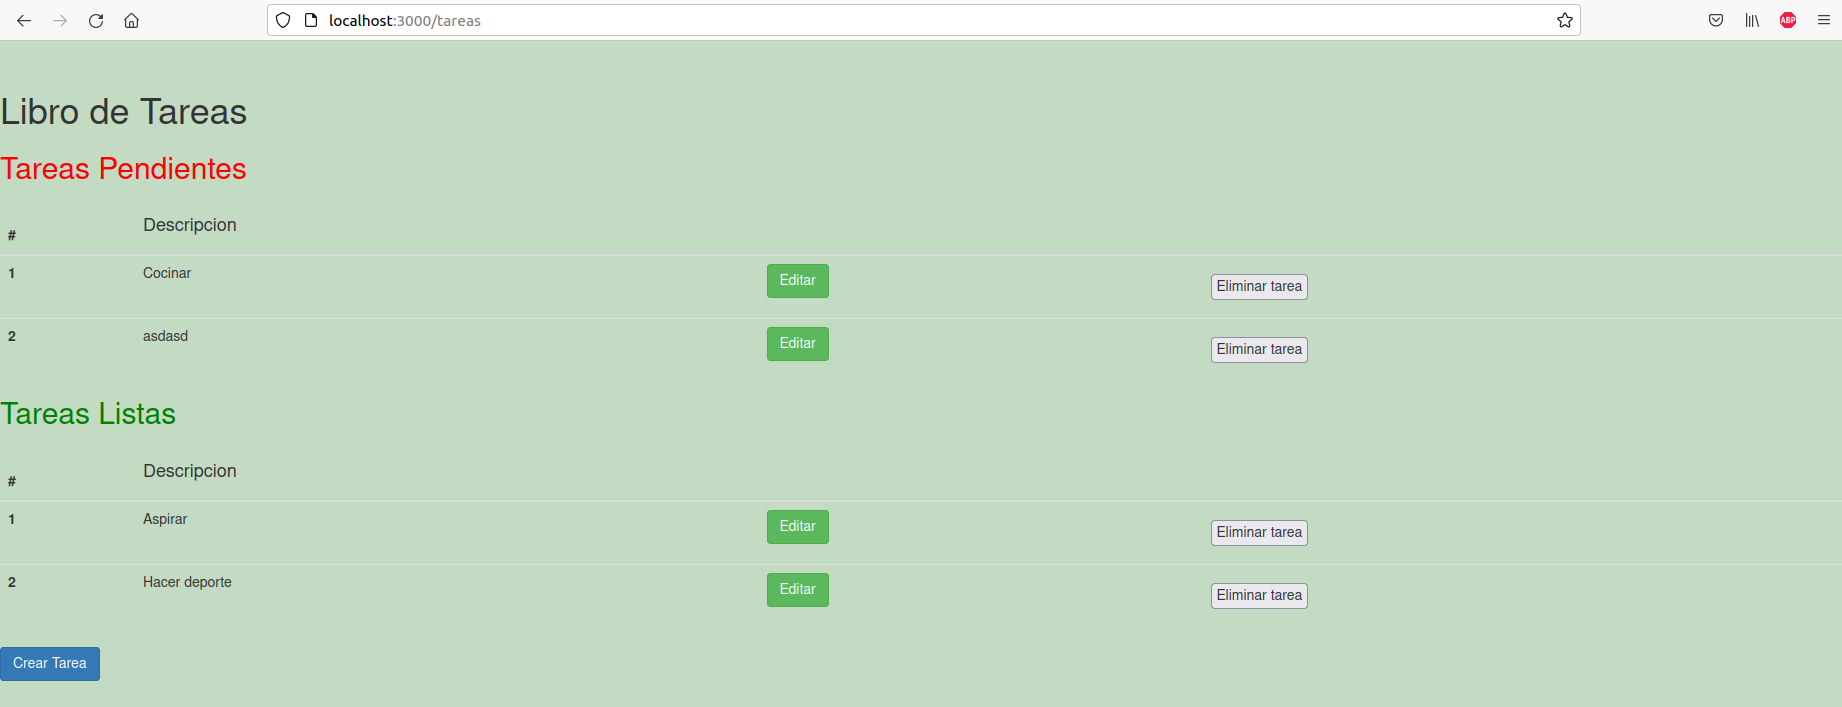 localhost:3000/tareas
ABP
Libro de Tareas
Tareas Pendientes
# Descripcion
1 Cocinar Editar Eliminar tarea
2 asdasd Editar Eliminar tarea
Tareas Listas
# Descripcion
1 Aspirar Editar Eliminar tarea
2 Hacer deporte Editar Eliminar tarea
Crear Tarea